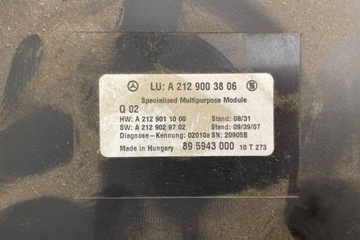 LU: A 212 900 38 06
Specialised Multipurpose Module
Q 02
HW: A 212 901 10 00 Stand: 08/31
SW: A 212 902 97 02 Stand: 09/39/07
Diagnose - Kennung: 02010a SN: 209058
Made in Hungary 89 5943 000 10 T 273